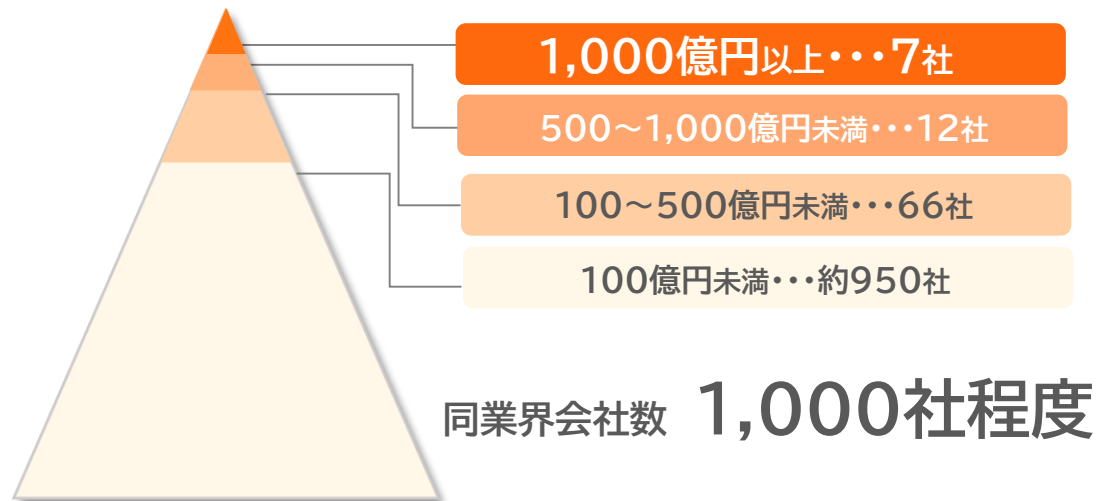 1,000億円以上・・・7社
500～1,000億円未満・・・12社
100～500億円未満・・・66社
100億円未満・・・約950社
同業界会社数 1,000社程度